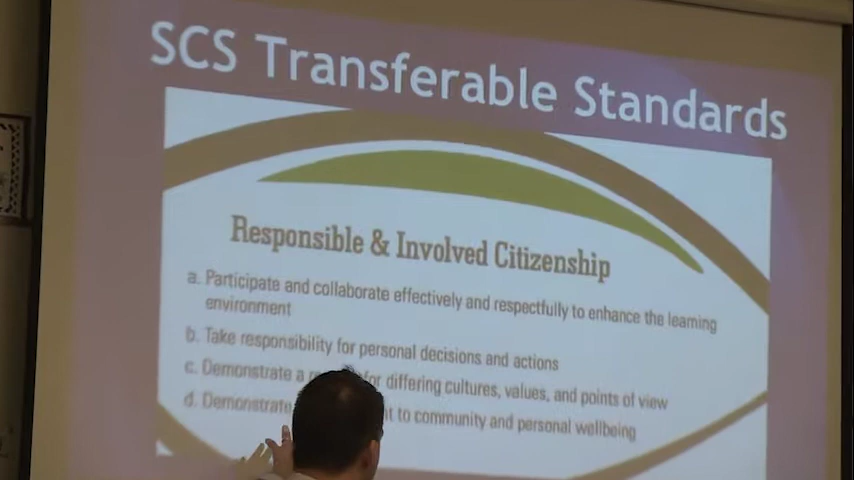 SCS Transferable Standards
Responsible & Involved Citizenship
a. Participate and collaborate effectively and respectfully to enhance the learning
environment
b. Take responsibility for personal decisions and actions
c. Demonstrate a for differing cultures, values, and points of view
d. Demonstrate to community and personal wellbeing